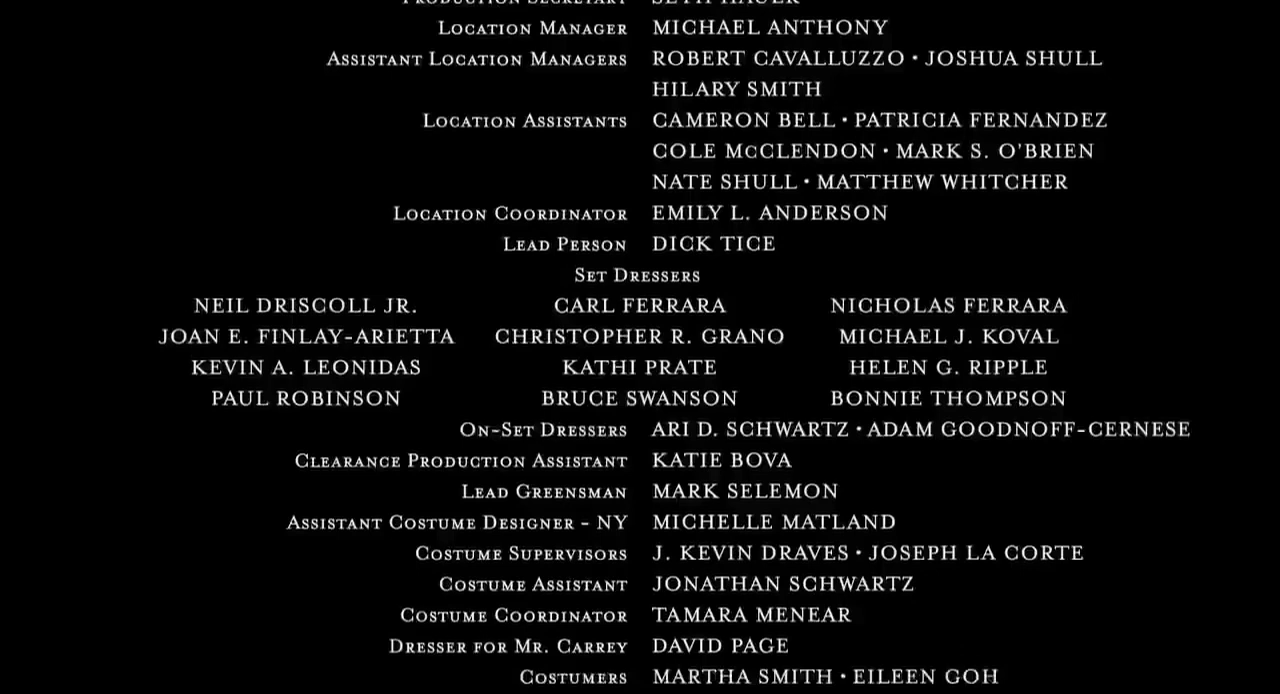 PRODUCTION SECRETARY SETH HAUER
LOCATION MANAGER MICHAEL ANTHONY
ASSISTANT LOCATION MANAGERS ROBERT CAVALLUZZO • JOSHUA SHULL
HILARY SMITH
LOCATION ASSISTANTS CAMERON BELL • PATRICIA FERNANDEZ
COLE MCCLENDON • MARK S. O'BRIEN
NATE SHULL • MATTHEW WHITCHER
LOCATION COORDINATOR EMILY L. ANDERSON
LEAD PERSON DICK TICE
SET DRESSERS
NEIL DRISCOLL JR. CARL FERRARA NICHOLAS FERRARA
JOAN E. FINLAY-ARIETTA CHRISTOPHER R. GRANO MICHAEL J. KOVAL
KEVIN A. LEONIDAS KATHI PRATE HELEN G. RIPPLE
PAUL ROBINSON BRUCE SWANSON BONNIE THOMPSON
ON-SET DRESSERS ARI D. SCHWARTZ • ADAM GOODNOFF-CERNESE
CLEARANCE PRODUCTION ASSISTANT KATIE BOVA
LEAD GREENSMAN MARK SELEMON
ASSISTANT COSTUME DESIGNER - NY MICHELLE MATLAND
COSTUME SUPERVISORS J. KEVIN DRAVES • JOSEPH LA CORTE
COSTUME ASSISTANT JONATHAN SCHWARTZ
COSTUME COORDINATOR TAMARA MENEAR
DRESSER FOR MR. CARREY DAVID PAGE
COSTUMERS MARTHA SMITH • EILEEN GOH